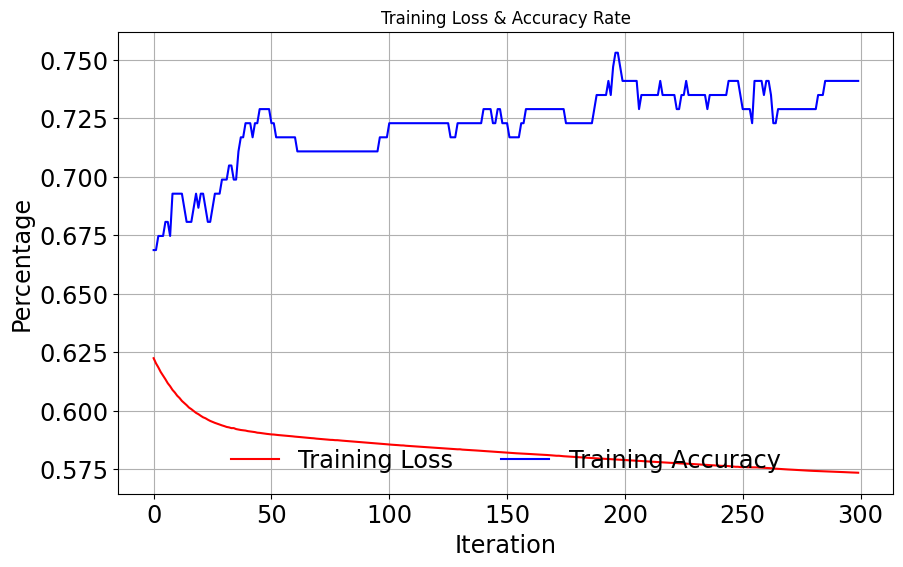 Training Loss & Accuracy Rate
0.750
0.725
0.700
0.675
0.650
0.625
0.600
0.575
Percentage
Training Loss
Training Accuracy
0 50 100 150 200 250 300
Iteration